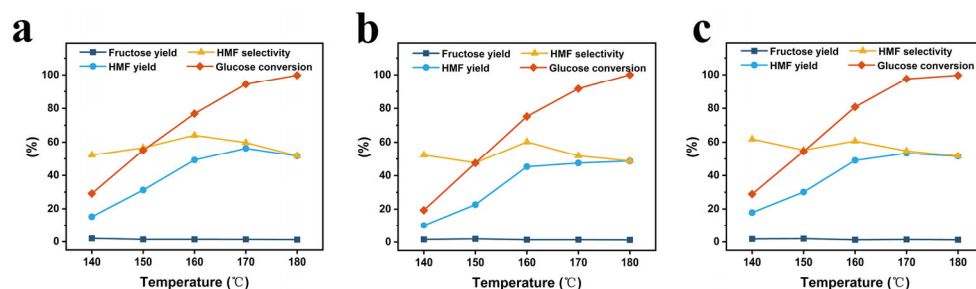 a
Fructose yield HMF selectivity
HMF yield Glucose conversion
100
80
60
40
20
0
(%)
140 150 160 170 180
Temperature (℃)
b
Fructose yield HMF selectivity
HMF yield Glucose conversion
100
80
60
40
20
0
(%)
140 150 160 170 180
Temperature (℃)
c
Fructose yield HMF selectivity
HMF yield Glucose conversion
100
80
60
40
20
0
(%)
140 150 160 170 180
Temperature (℃)